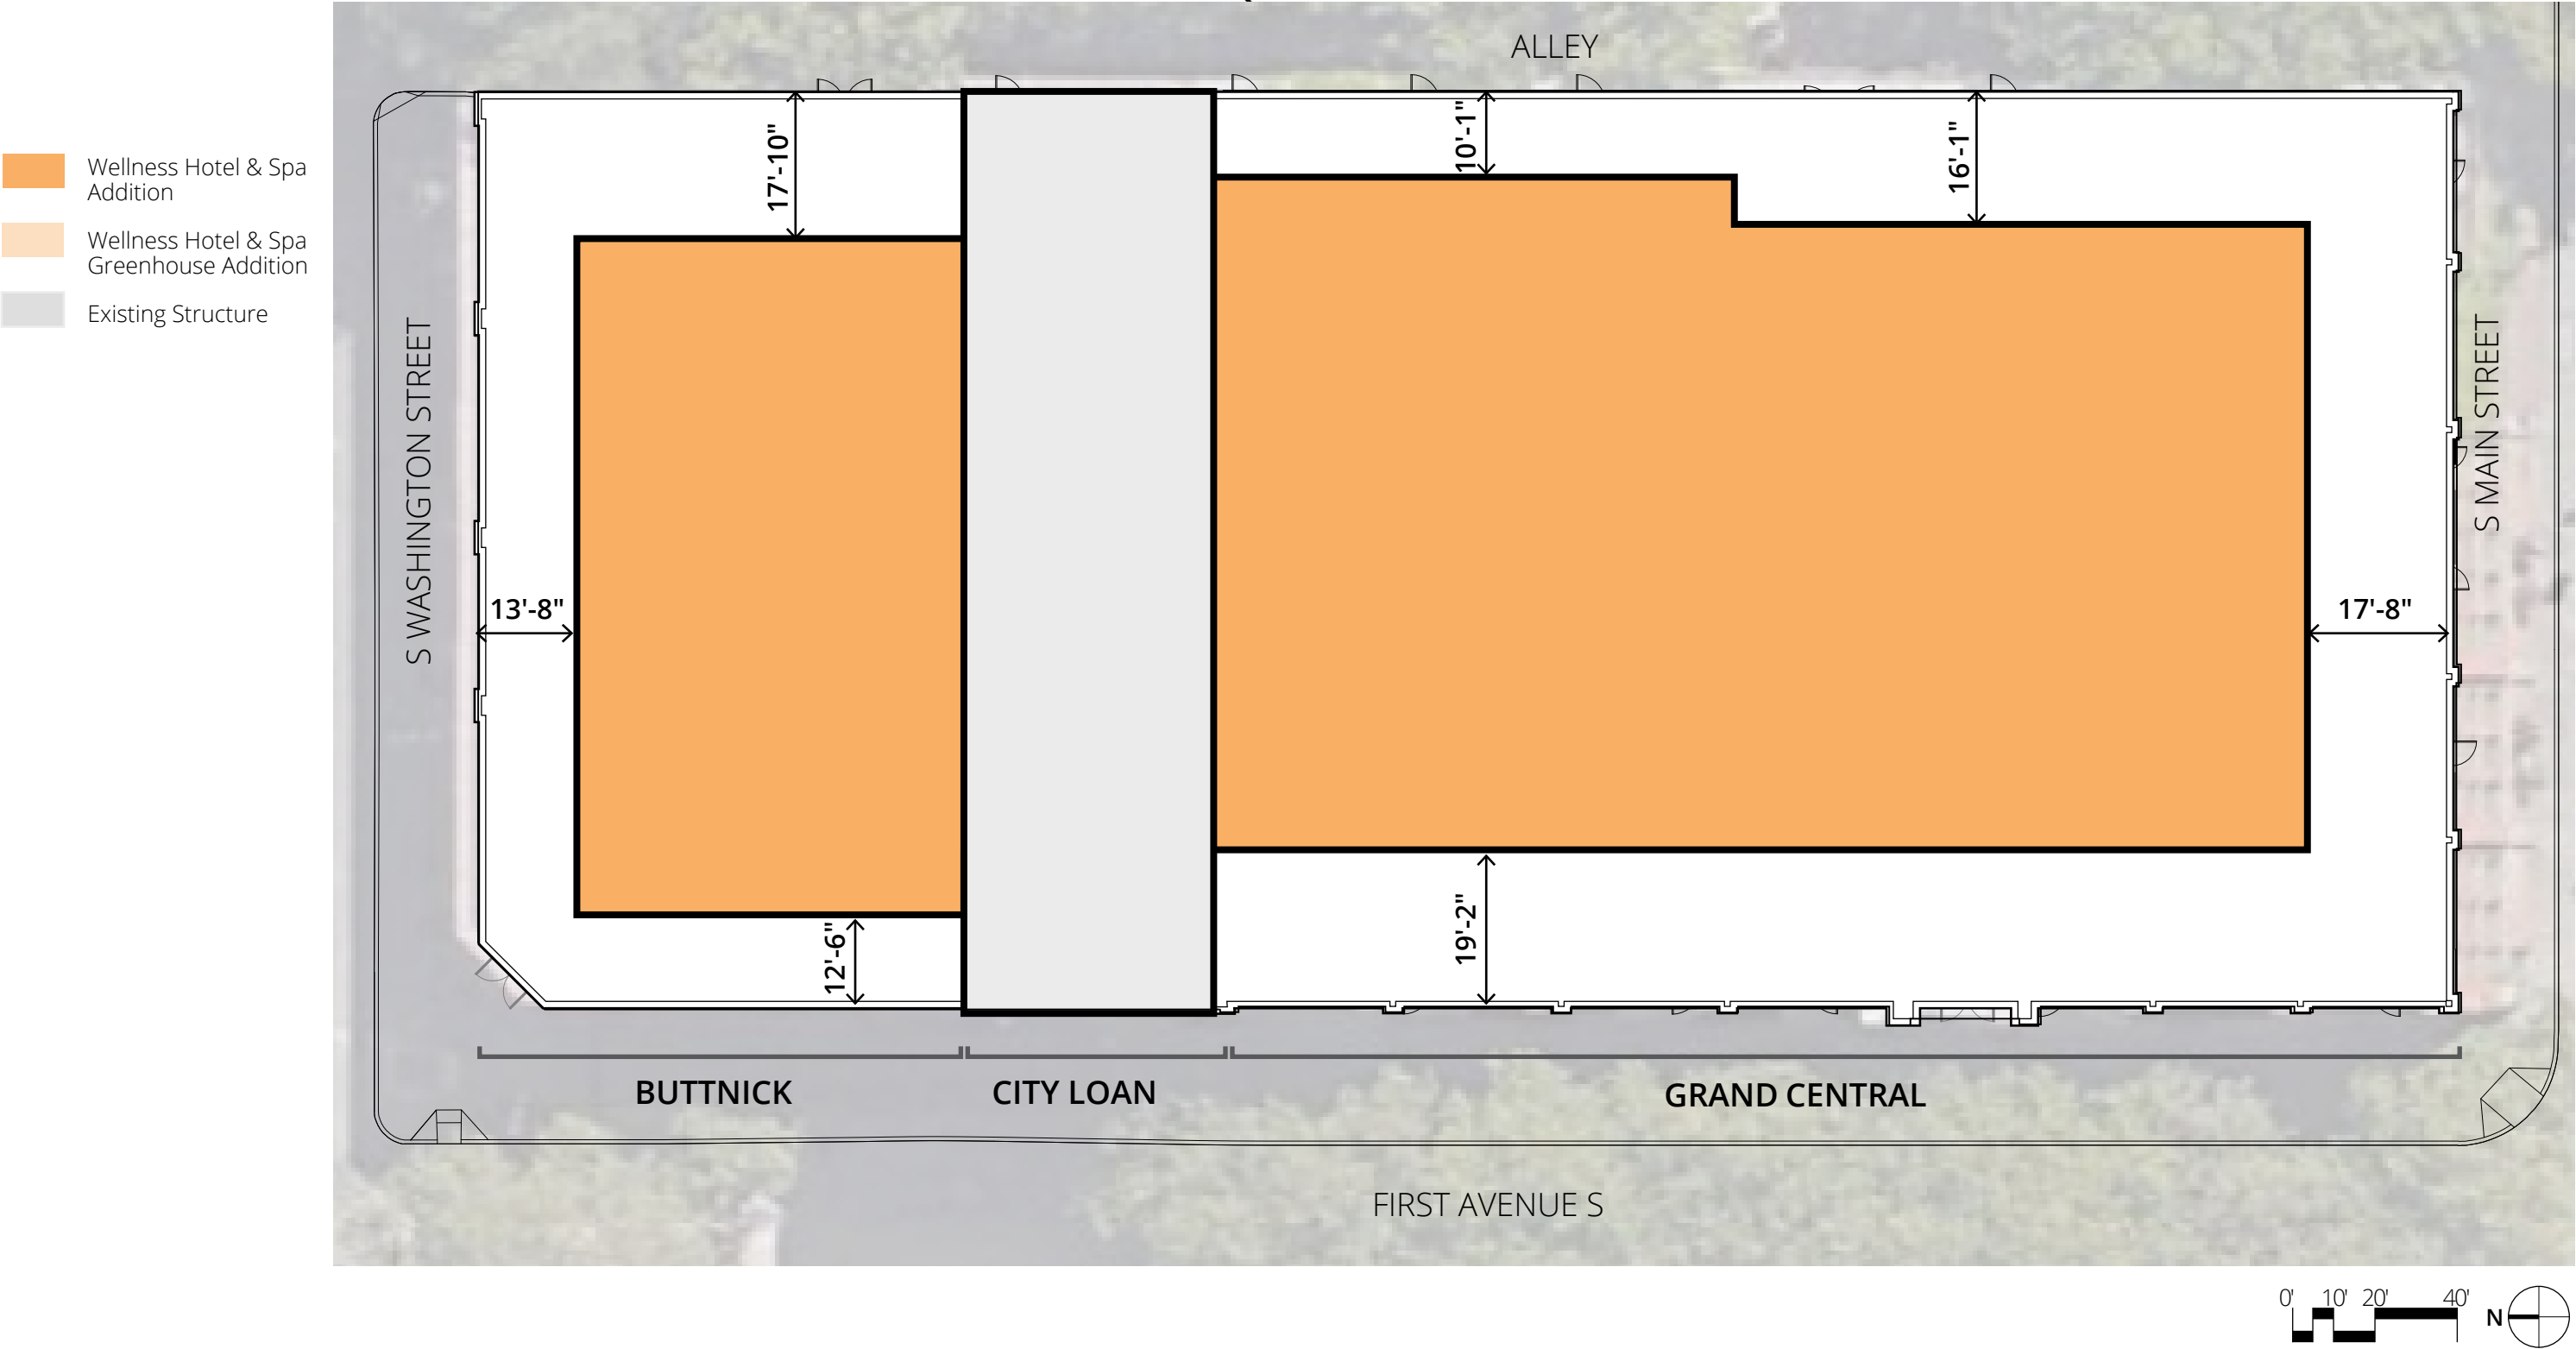 ALLEY
Wellness Hotel & Spa
Addition
Wellness Hotel & Spa
Greenhouse Addition
Existing Structure
17'-10"
10'-1"
16'-1"
S WASHINGTON STREET
S MAIN STREET
13'-8"
17'-8"
12'-6"
19'-2"
BUTTNICK
CITY LOAN
GRAND CENTRAL
FIRST AVENUE S
0' 10' 20' 40'
N